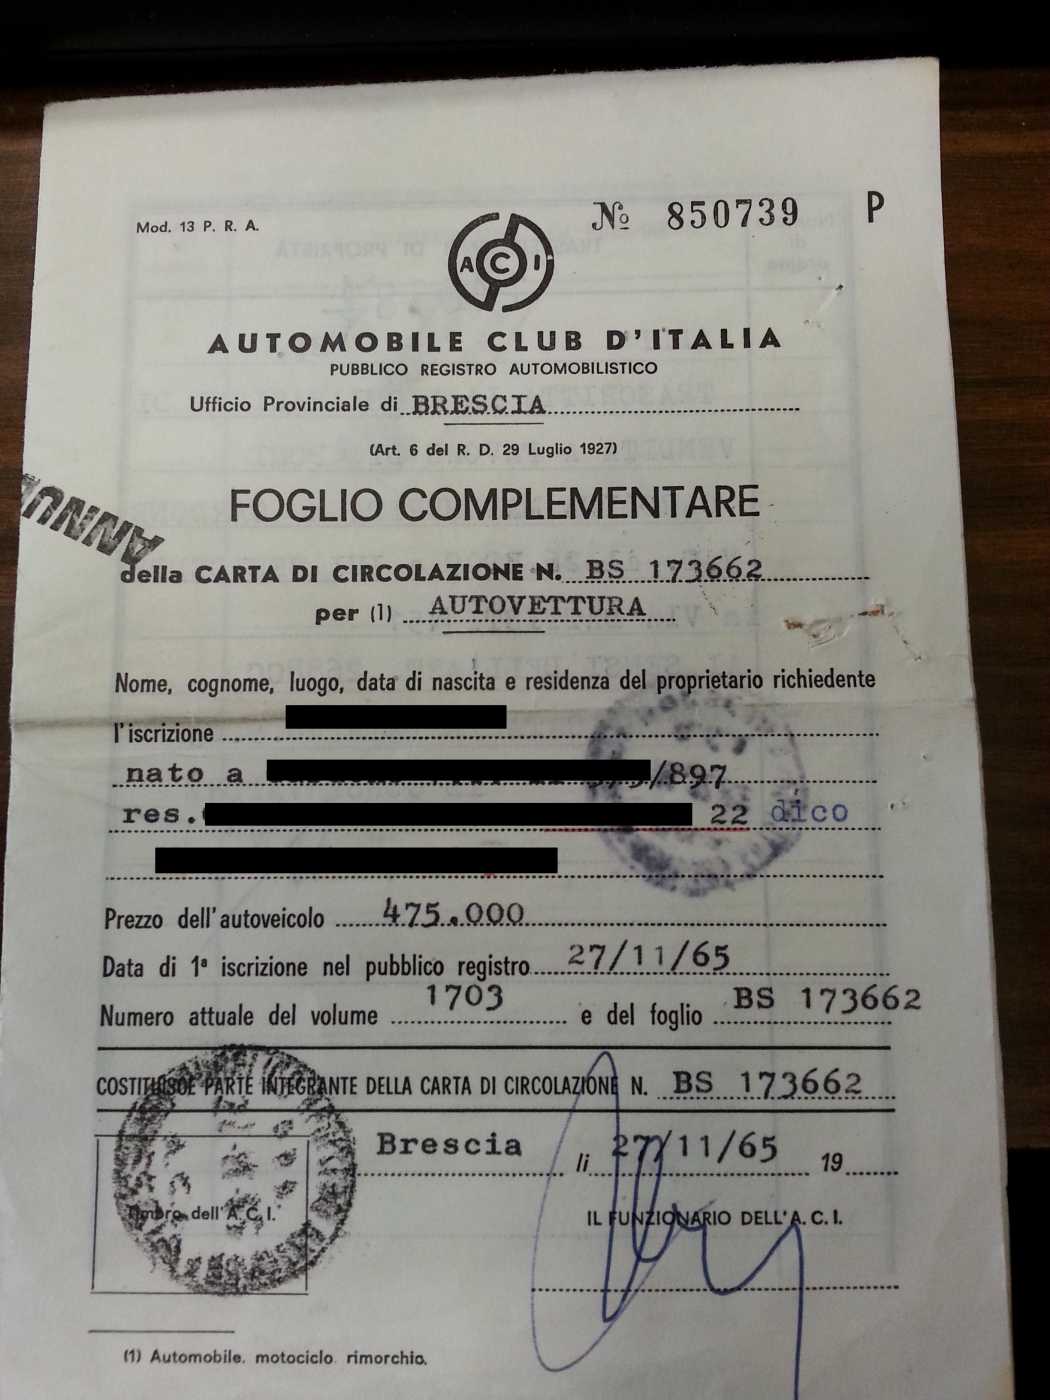 Mod. 13 P. R. A.
№ 850739 P
A C I
AUTOMOBILE CLUB D'ITALIA
PUBBLICO REGISTRO AUTOMOBILISTICO
Ufficio Provinciale di BRESCIA
(Art. 6 del R. D. 29 Luglio 1927)
FOGLIO COMPLEMENTARE
della CARTA DI CIRCOLAZIONE N. BS 173662
per (1) AUTOVETTURA
Nome, cognome, luogo, data di nascita e residenza del proprietario richiedente
l'iscrizione
nato a /897
res. 22 dico
Prezzo dell'autoveicolo 475.000
Data di 1ª iscrizione nel pubblico registro 27/11/65
Numero attuale del volume 1703 e del foglio BS 173662
COSTITUISCE PARTE INTEGRANTE DELLA CARTA DI CIRCOLAZIONE N. BS 173662
Brescia li 27/11/65 19
Timbro dell'A.C.I.
IL FUNZIONARIO DELL'A.C.I.
(1) Automobile, motociclo, rimorchio.